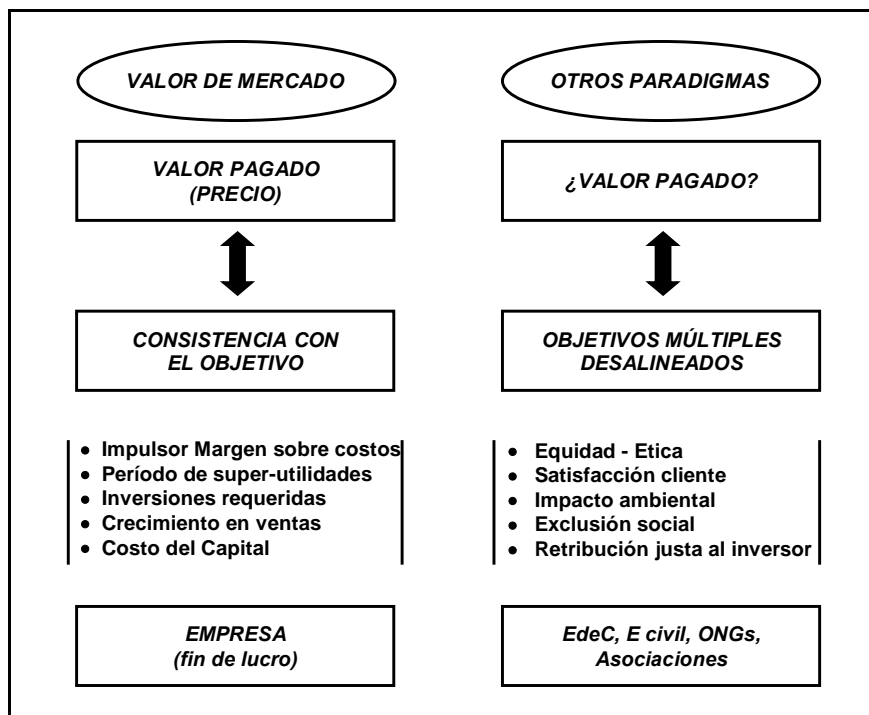 VALOR DE MERCADO
VALOR PAGADO
(PRECIO)
CONSISTENCIA CON
EL OBJETIVO
• Impulsor Margen sobre costos
• Período de super-utilidades
• Inversiones requeridas
• Crecimiento en ventas
• Costo del Capital
EMPRESA
(fin de lucro)
OTROS PARADIGMAS
¿VALOR PAGADO?
OBJETIVOS MÚLTIPLES
DESALINEADOS
• Equidad - Etica
• Satisfacción cliente
• Impacto ambiental
• Exclusión social
• Retribución justa al inversor
EdeC, E civil, ONGs,
Asociaciones